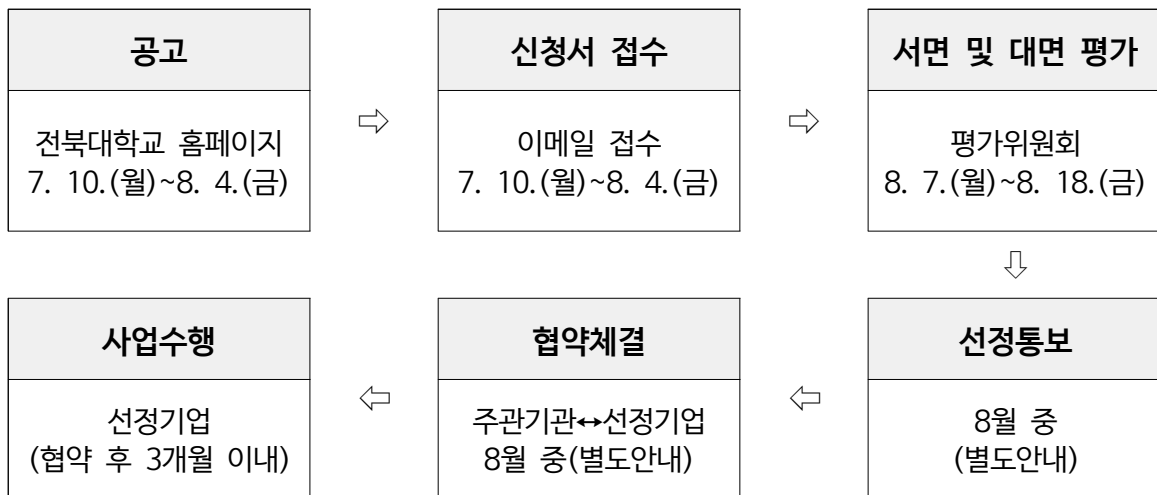 공고
전북대학교 홈페이지
7. 10.(월)~8. 4.(금)
⇨
신청서 접수
이메일 접수
7. 10.(월)~8. 4.(금)
⇨
서면 및 대면 평가
평가위원회
8. 7.(월)~8. 18.(금)
⇩
선정통보
8월 중
(별도안내)
⇦
협약체결
주관기관↔선정기업
8월 중(별도안내)
⇦
사업수행
선정기업
(협약 후 3개월 이내)